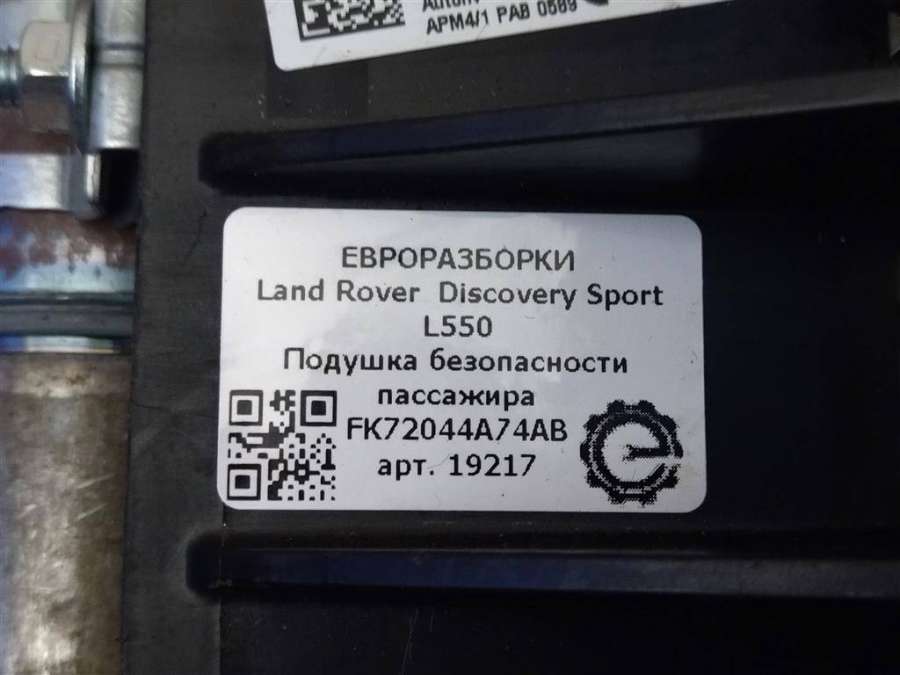 APM4/1 PAB 0589
ЕВРОРАЗБОРКИ
Land Rover Discovery Sport
L550
Подушка безопасности
пассажира
FK72044A74AB
арт. 19217